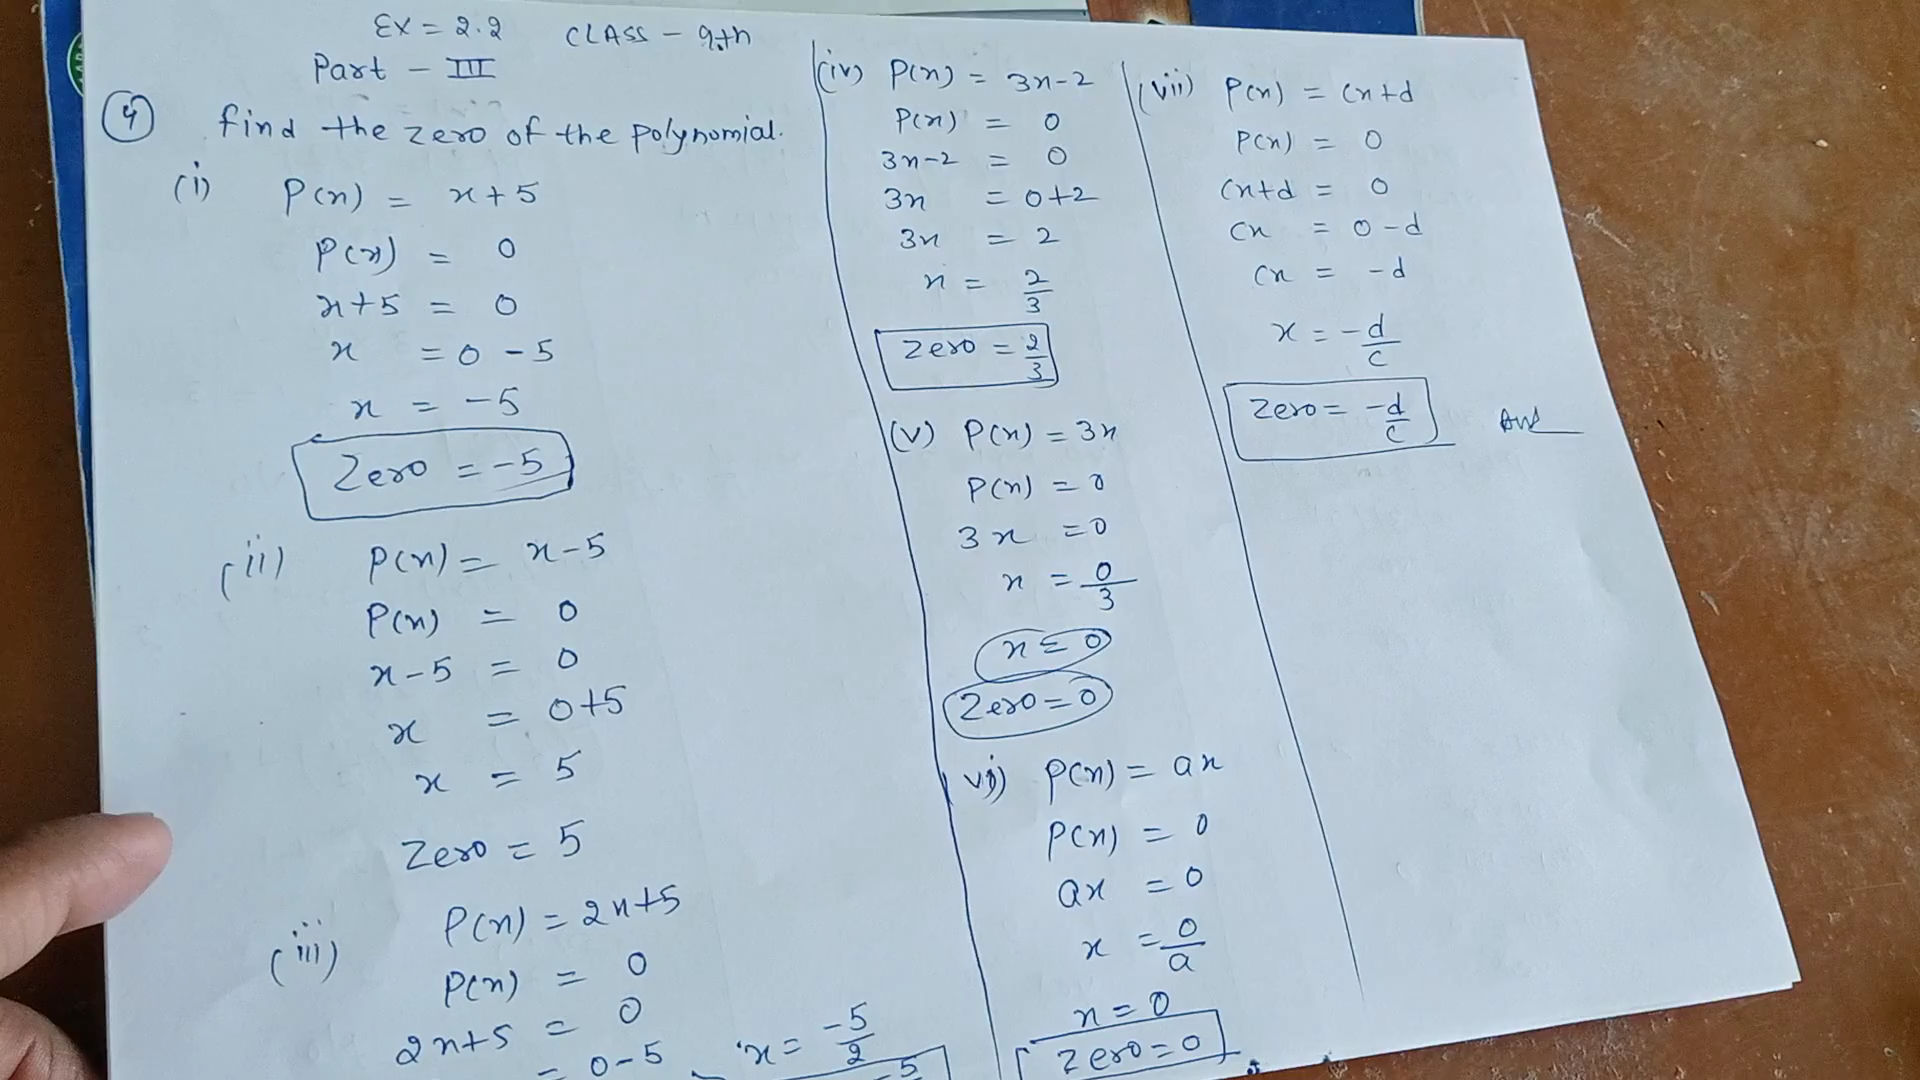 Ex = 2.2 CLASS - 9th
Part - III
(4) find the zero of the polynomial.
(i) P(x) = x+5
P(x) = 0
x+5 = 0
x = 0-5
x = -5
Zero = -5
(ii) P(x) = x-5
P(x) = 0
x-5 = 0
x = 0+5
x = 5
Zero = 5
(iii) P(x) = 2x+5
P(x) = 0
2x+5 = 0
= 0-5
x = -5/2
-5
(iv) P(x) = 3x-2
P(x) = 0
3x-2 = 0
3x = 0+2
3x = 2
x = 2/3
Zero = 2/3
(v) P(x) = 3x
P(x) = 0
3x = 0
x = 0/3
x = 0
Zero = 0
vi) P(x) = ax
P(x) = 0
ax = 0
x = 0/a
x = 0
Zero = 0
(vii) P(x) = cx+d
P(x) = 0
cx+d = 0
cx = 0-d
cx = -d
x = -d/c
Zero = -d/c Ans